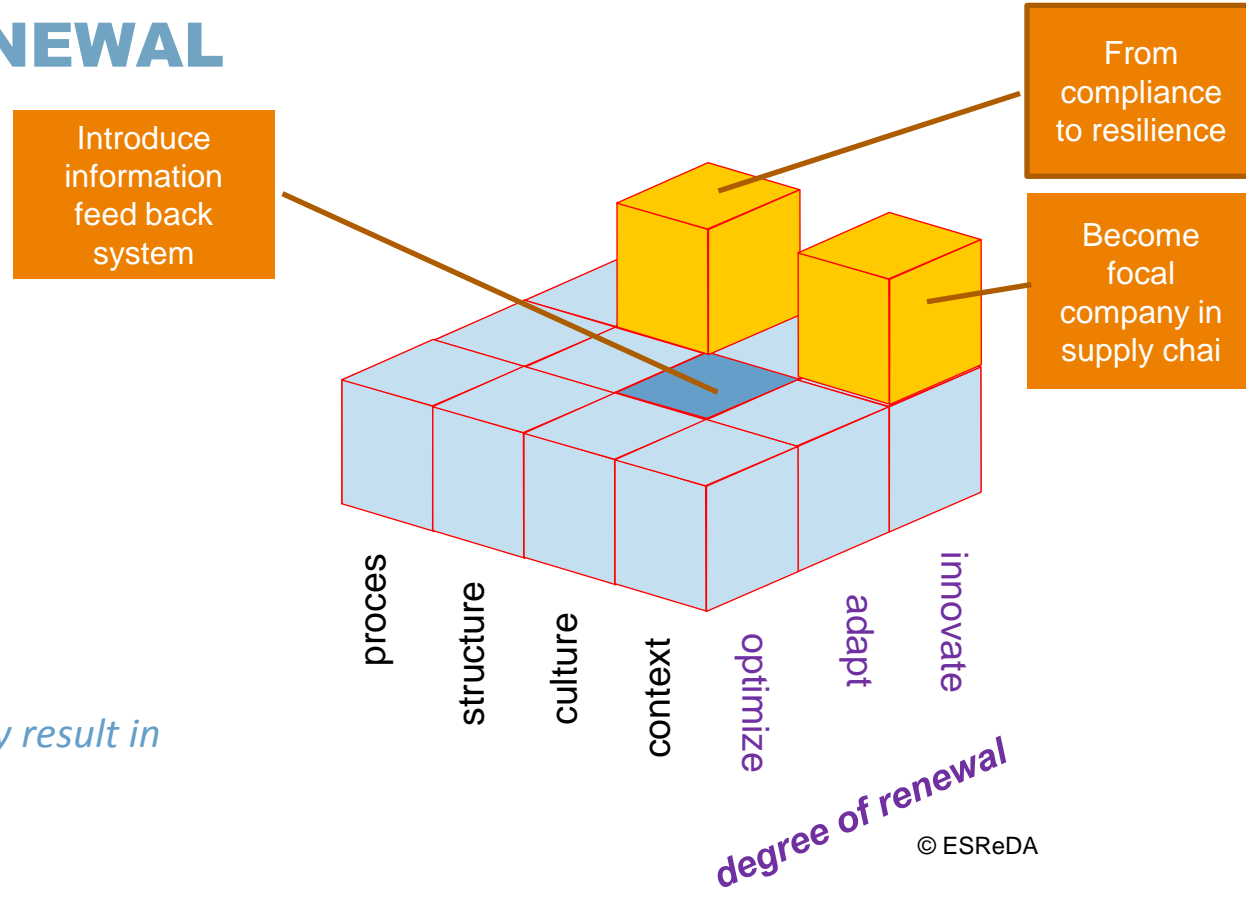 NEWAL
From
compliance
to resilience
Introduce
information
feed back
system
Become
focal
company in
supply chai
proces
structure
culture
context
optimize
adapt
innovate
y result in
degree of renewal
© ESReDA